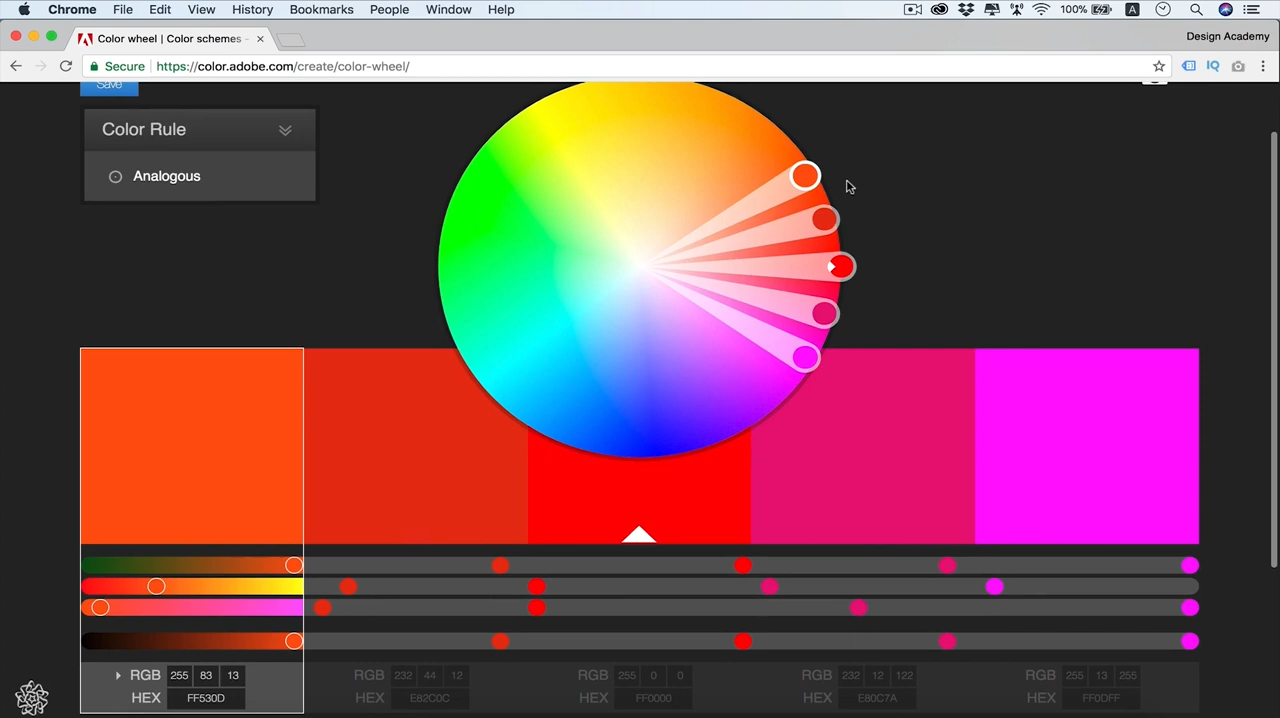 Chrome File Edit View History Bookmarks People Window Help 100% A
Color wheel | Color schemes - Design Academy
Secure https://color.adobe.com/create/color-wheel/ IQ
Save
Color Rule
Analogous
RGB 255 83 13 RGB 232 44 12 RGB 255 0 0 RGB 232 12 122 RGB 255 13 255
HEX FF530D HEX E82C0C HEX FF0000 HEX E80C7A HEX FF0DFF